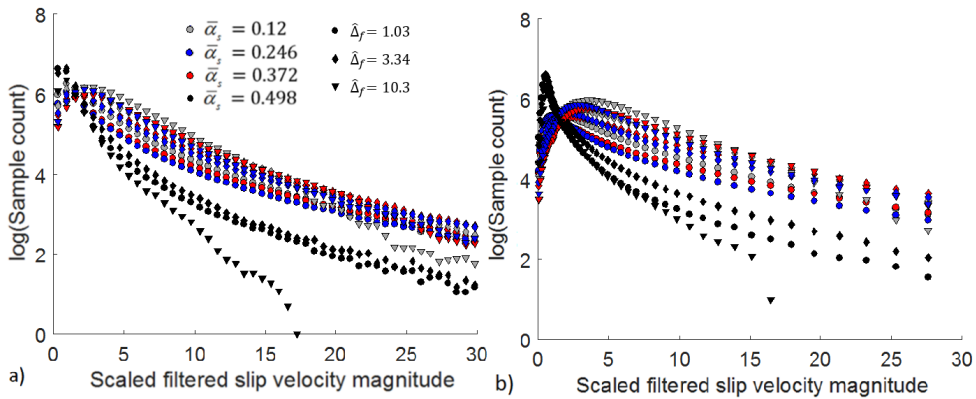 8
6
4
2
0
log(Sample count)
ᾱₛ = 0.12
ᾱₛ = 0.246
ᾱₛ = 0.372
ᾱₛ = 0.498
Δ̂f = 1.03
Δ̂f = 3.34
Δ̂f = 10.3
0 5 10 15 20 25 30
Scaled filtered slip velocity magnitude
a)
8
6
4
2
0
log(Sample count)
0 5 10 15 20 25 30
Scaled filtered slip velocity magnitude
b)